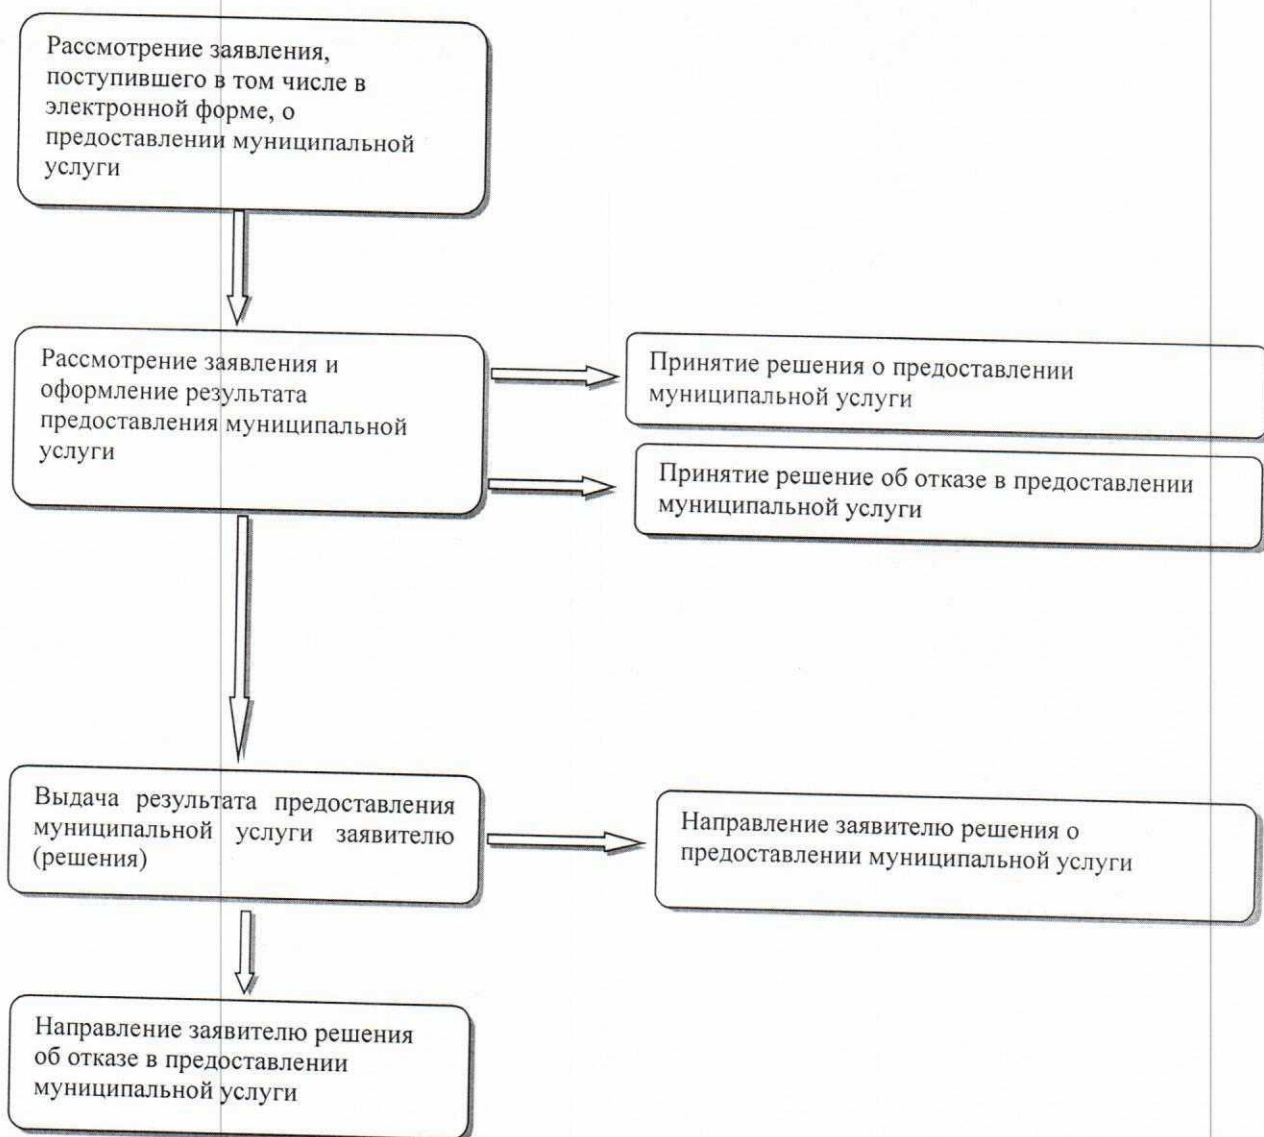 Рассмотрение заявления,
поступившего в том числе в
электронной форме, о
предоставлении муниципальной
услуги
Рассмотрение заявления и
оформление результата
предоставления муниципальной
услуги
Принятие решения о предоставлении
муниципальной услуги
Принятие решение об отказе в предоставлении
муниципальной услуги
Выдача результата предоставления
муниципальной услуги заявителю
(решения)
Направление заявителю решения о
предоставлении муниципальной услуги
Направление заявителю решения
об отказе в предоставлении
муниципальной услуги